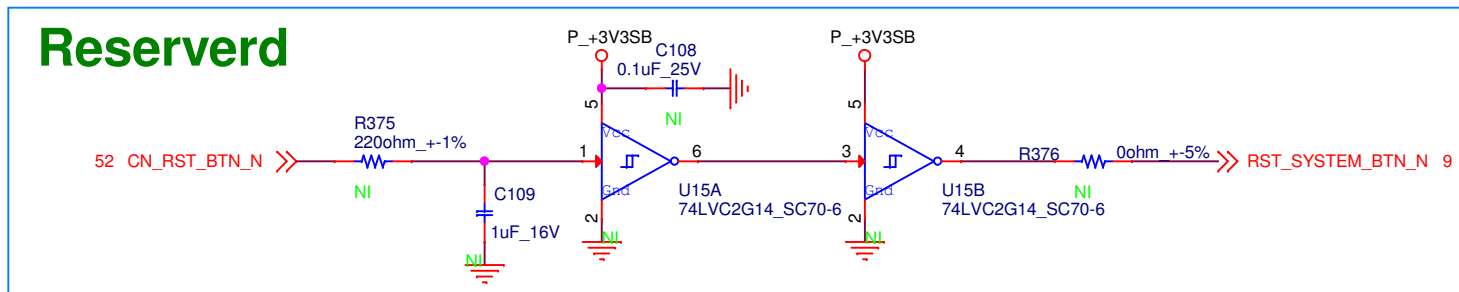 Reserverd
P_+3V3SB
C108
0.1uF_25V
NI
5
Vcc
R375
220ohm_+-1%
NI
52 CN_RST_BTN_N
C109
1uF_16V
NI
1
6
Gnd
2
NI
U15A
74LVC2G14_SC70-6
P_+3V3SB
5
Vcc
3
4
Gnd
2
NI
U15B
74LVC2G14_SC70-6
R376
0ohm_+-5%
NI
RST_SYSTEM_BTN_N 9